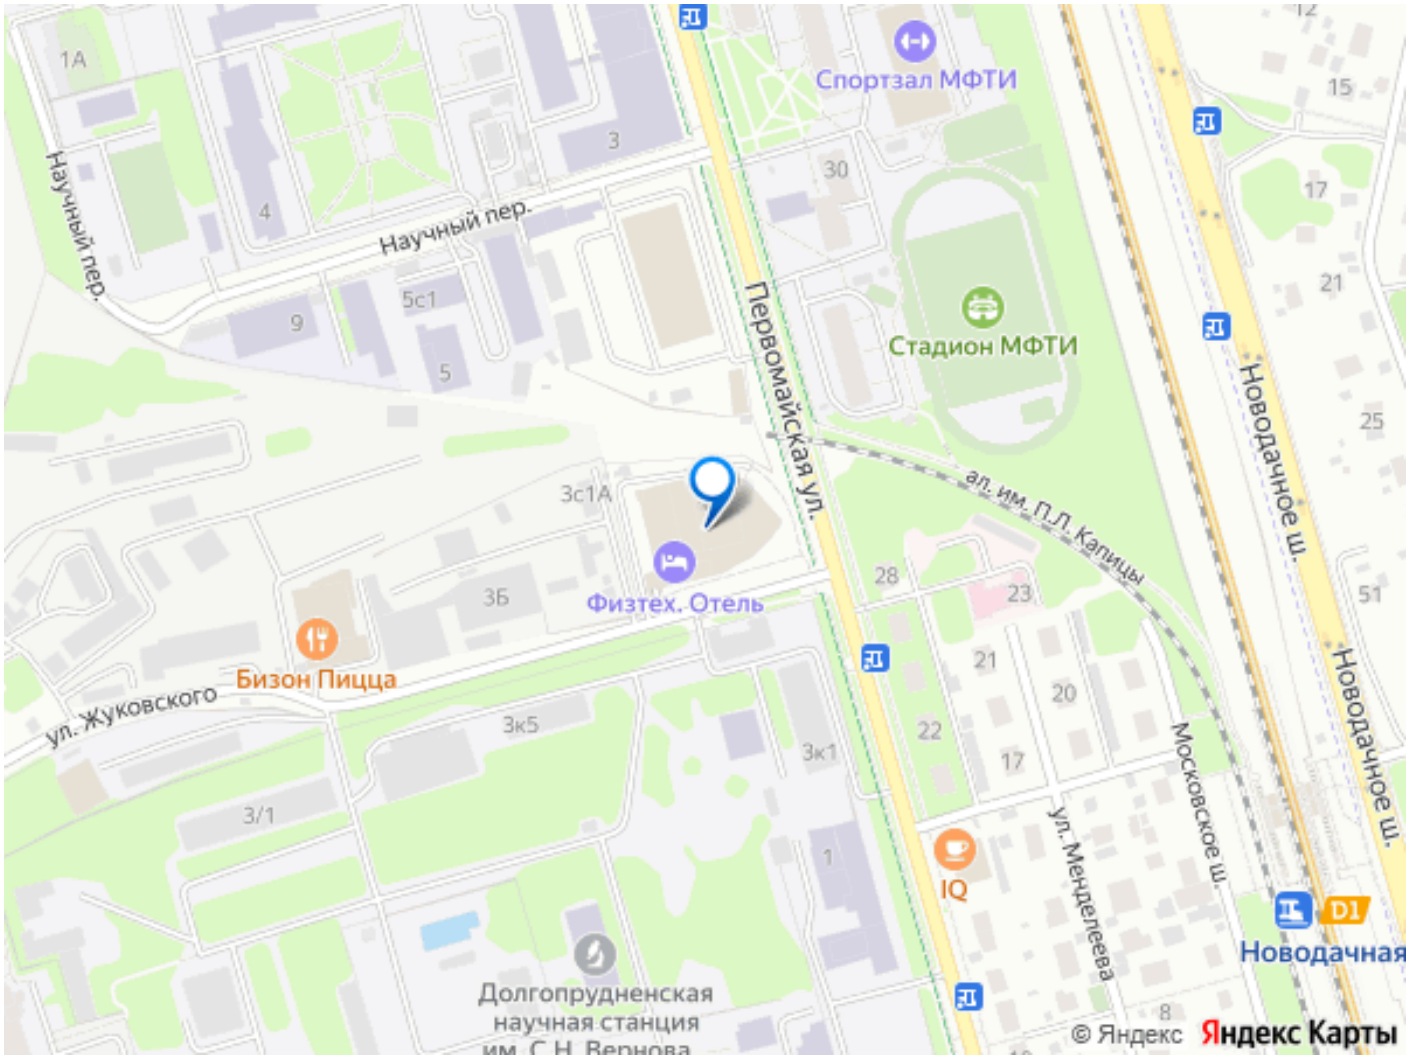 12
1А
Спортзал МФТИ
15
3
30
Научный пер.
4
17
Научный пер.
5с1
21
9
Первомайская ул.
Стадион МФТИ
5
Новодачное ш.
25
3с1А
ал. им. П.Л. Капицы
28
23
51
3Б
Физтех. Отель
Бизон Пицца
21
20
ул. Жуковского
22
Новодачное ш.
3к5
3к1
17
Московское ш.
3/1
ул. Менделеева
1
IQ
D1
Новодачная
Долгопрудненская
научная станция
им. С.Н. Вернова
8
© Яндекс Яндекс Карты